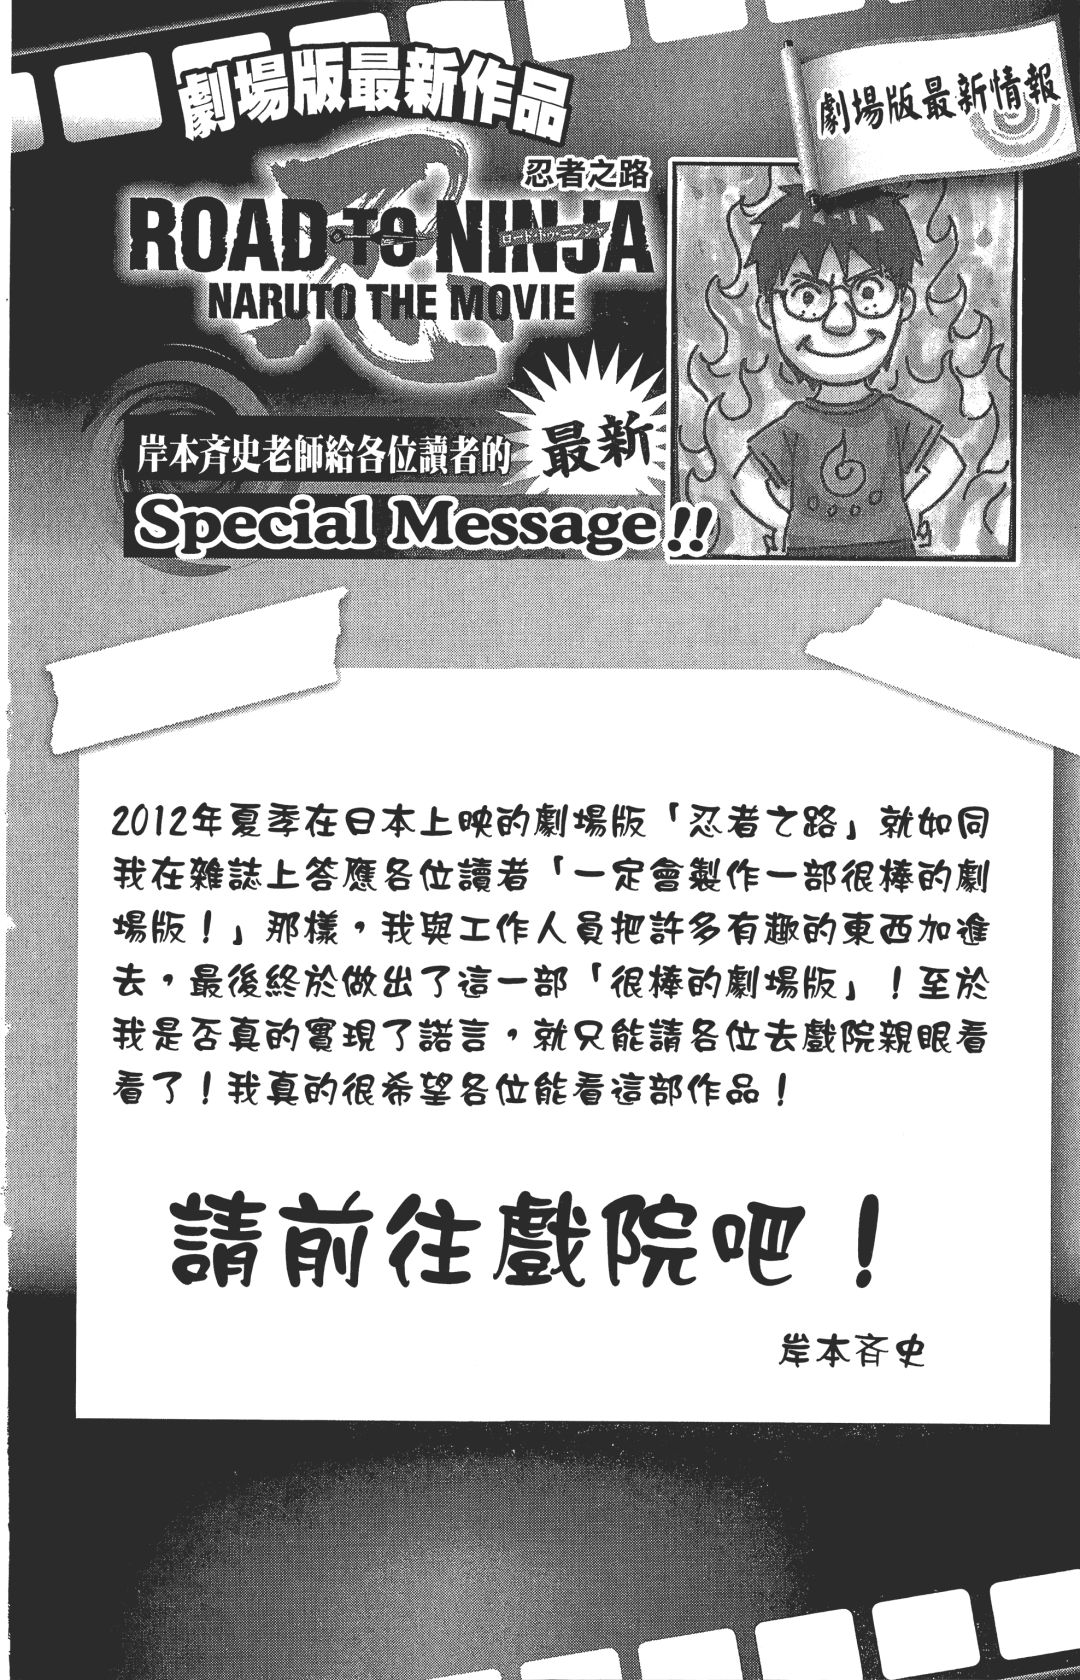 劇場版最新作品
劇場版最新情報
忍者之路
ROAD TO NINJA
ロード・トゥ・ニンジャ
NARUTO THE MOVIE
岸本斉史老師給各位讀者的
最新
Special Message!!
2012年夏季在日本上映的劇場版「忍者之路」就如同
我在雜誌上答應各位讀者「一定會製作一部很棒的劇
場版！」那樣，我與工作人員把許多有趣的東西加進
去，最後終於做出了這一部「很棒的劇場版」！至於
我是否真的實現了諾言，就只能請各位去戲院親眼看
看了！我真的很希望各位能看這部作品！
請前往戲院吧！
岸本斉史